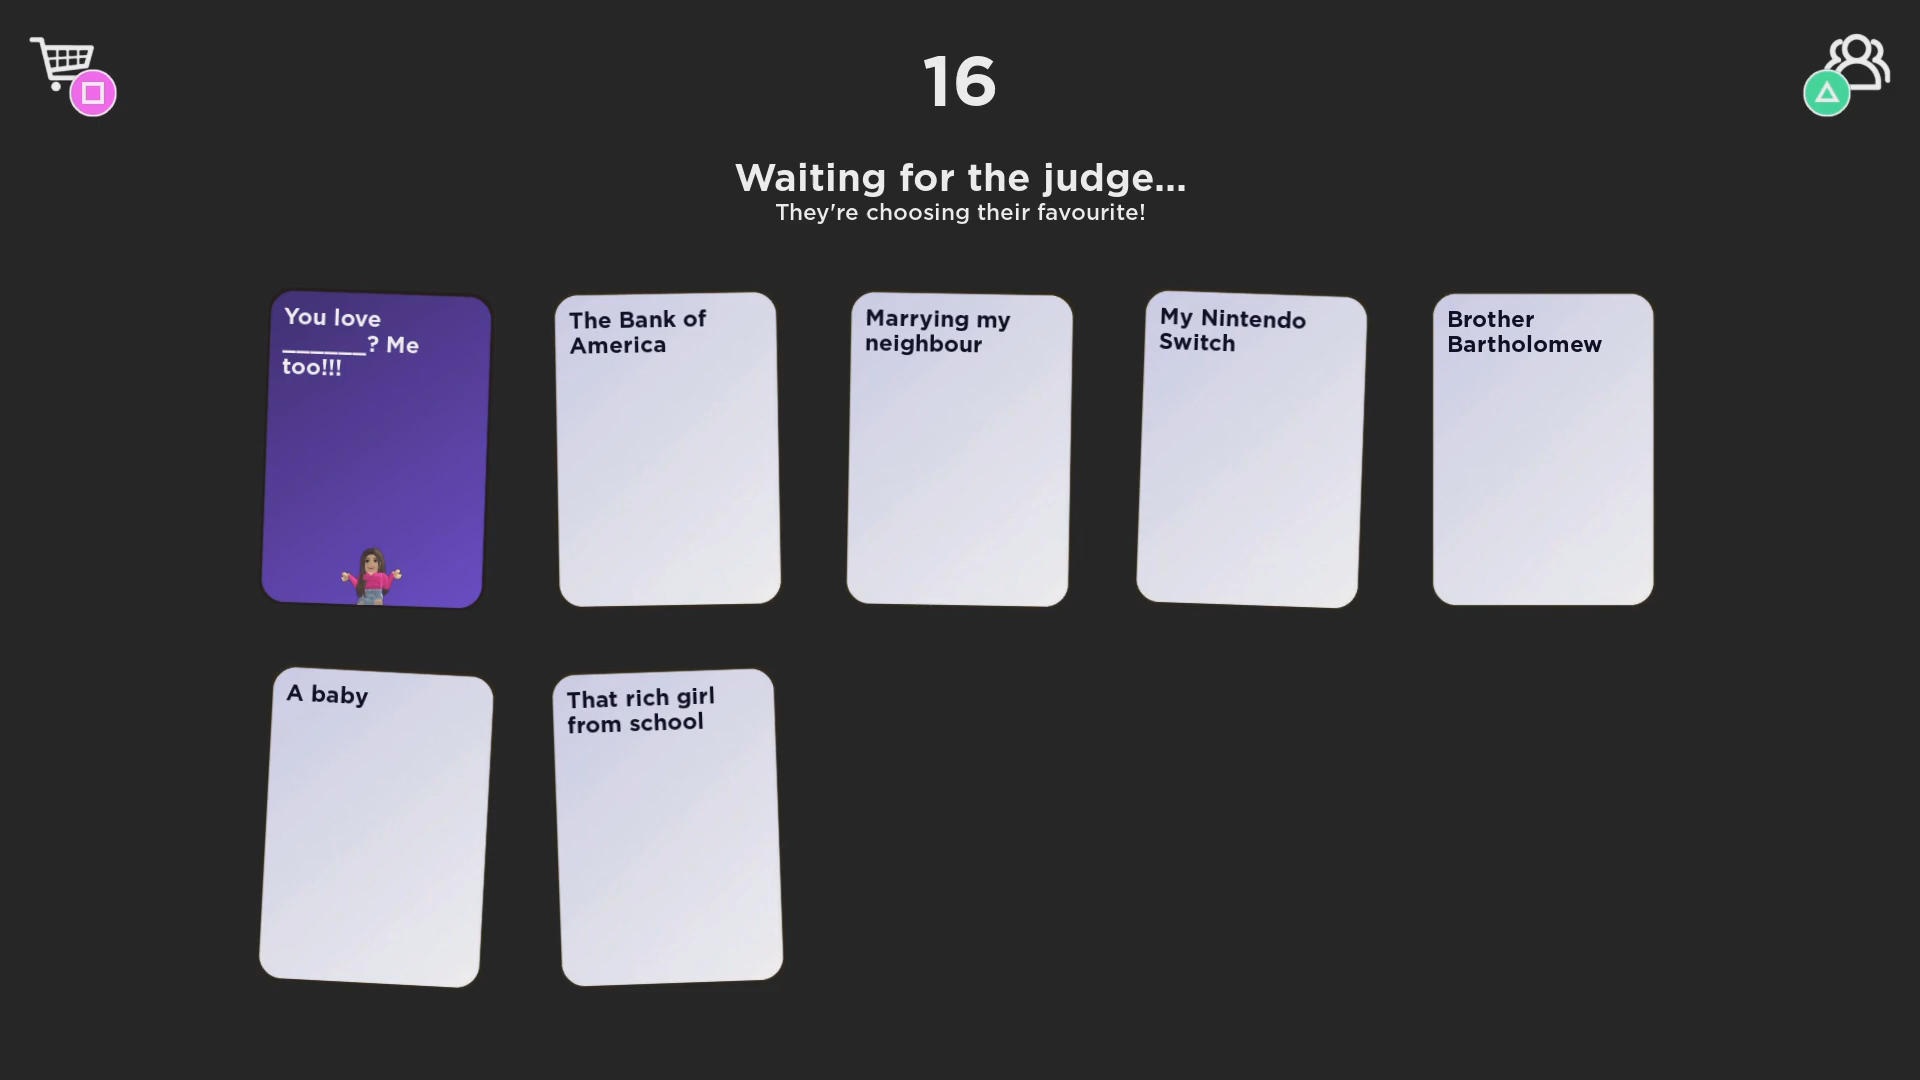 16
Waiting for the judge...
They're choosing their favourite!
You love
______? Me
too!!!
The Bank of
America
Marrying my
neighbour
My Nintendo
Switch
Brother
Bartholomew
A baby
That rich girl
from school